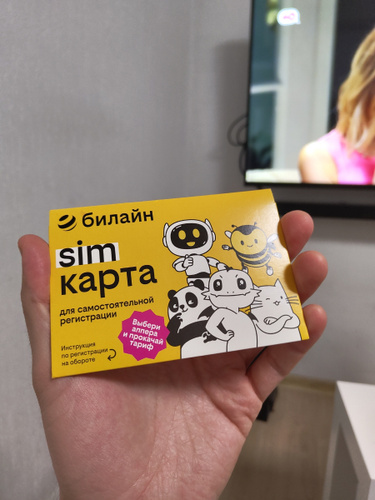 билайн
sim
карта
для самостоятельной
регистрации
Выбери
аппера
и прокачай
тариф
Инструкция
по регистрации
на обороте